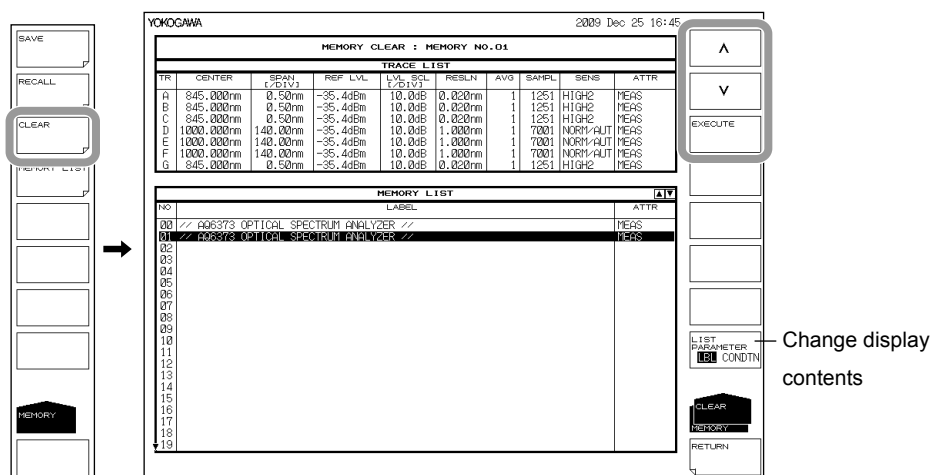 YOKOGAWA 2009 Dec 25 16:45
SAVE
RECALL
CLEAR
MEMORY LIST
MEMORY
MEMORY CLEAR : MEMORY NO.01
TRACE LIST
TR CENTER SPAN [/DIV] REF LVL LVL SCL [/DIV] RESLN AVG SAMPL SENS ATTR
A 845.000nm 0.50nm -35.4dBm 10.0dB 0.020nm 1 1251 HIGH2 MEAS
B 845.000nm 0.50nm -35.4dBm 10.0dB 0.020nm 1 1251 HIGH2 MEAS
C 845.000nm 0.50nm -35.4dBm 10.0dB 0.020nm 1 1251 HIGH2 MEAS
D 1000.000nm 140.00nm -35.4dBm 10.0dB 1.000nm 1 7001 NORM/AUT MEAS
E 1000.000nm 140.00nm -35.4dBm 10.0dB 1.000nm 1 7001 NORM/AUT MEAS
F 1000.000nm 140.00nm -35.4dBm 10.0dB 1.000nm 1 7001 NORM/AUT MEAS
G 845.000nm 0.50nm -35.4dBm 10.0dB 0.020nm 1 1251 HIGH2 MEAS
MEMORY LIST
NO LABEL ATTR
00 // AQ6373 OPTICAL SPECTRUM ANALYZER // MEAS
01 // AQ6373 OPTICAL SPECTRUM ANALYZER // MEAS
02
03
04
05
06
07
08
09
10
11
12
13
14
15
16
17
18
19
EXECUTE
LIST
PARAMETER
LBL CONDTN
CLEAR
MEMORY
RETURN
Change display
contents